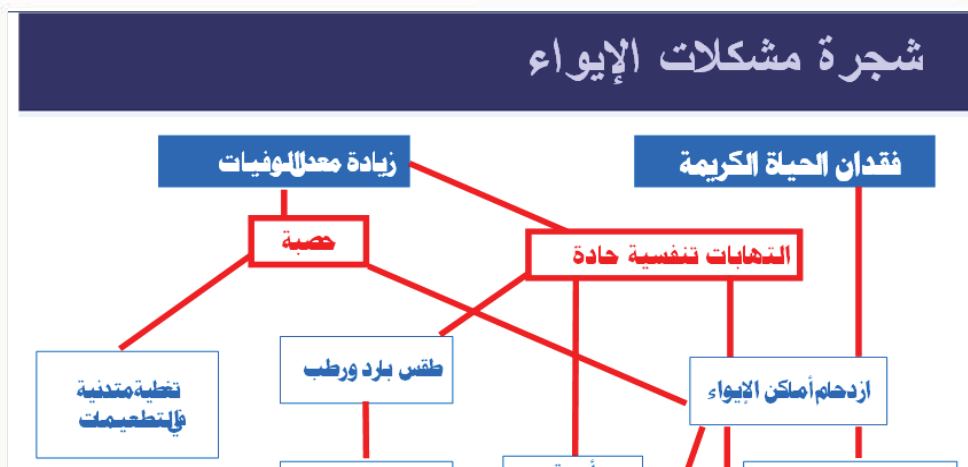 شجرة مشكلات الإيواء
فقدان الحياة الكريمة
زيادة معدل الوفيات
حصبة
التهابات تنفسية حادة
طقس بارد ورطب
ازدحام أماكن الإيواء
تغطية متدنية
في التطعيمات